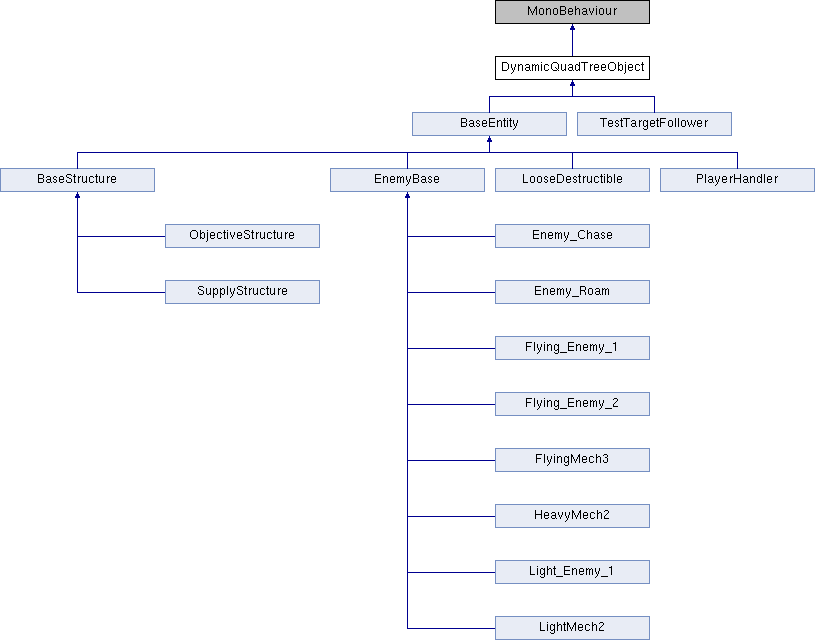 MonoBehaviour
DynamicQuadTreeObject
BaseEntity
TestTargetFollower
BaseStructure
EnemyBase
LooseDestructible
PlayerHandler
ObjectiveStructure
Enemy_Chase
SupplyStructure
Enemy_Roam
Flying_Enemy_1
Flying_Enemy_2
FlyingMech3
HeavyMech2
Light_Enemy_1
LightMech2